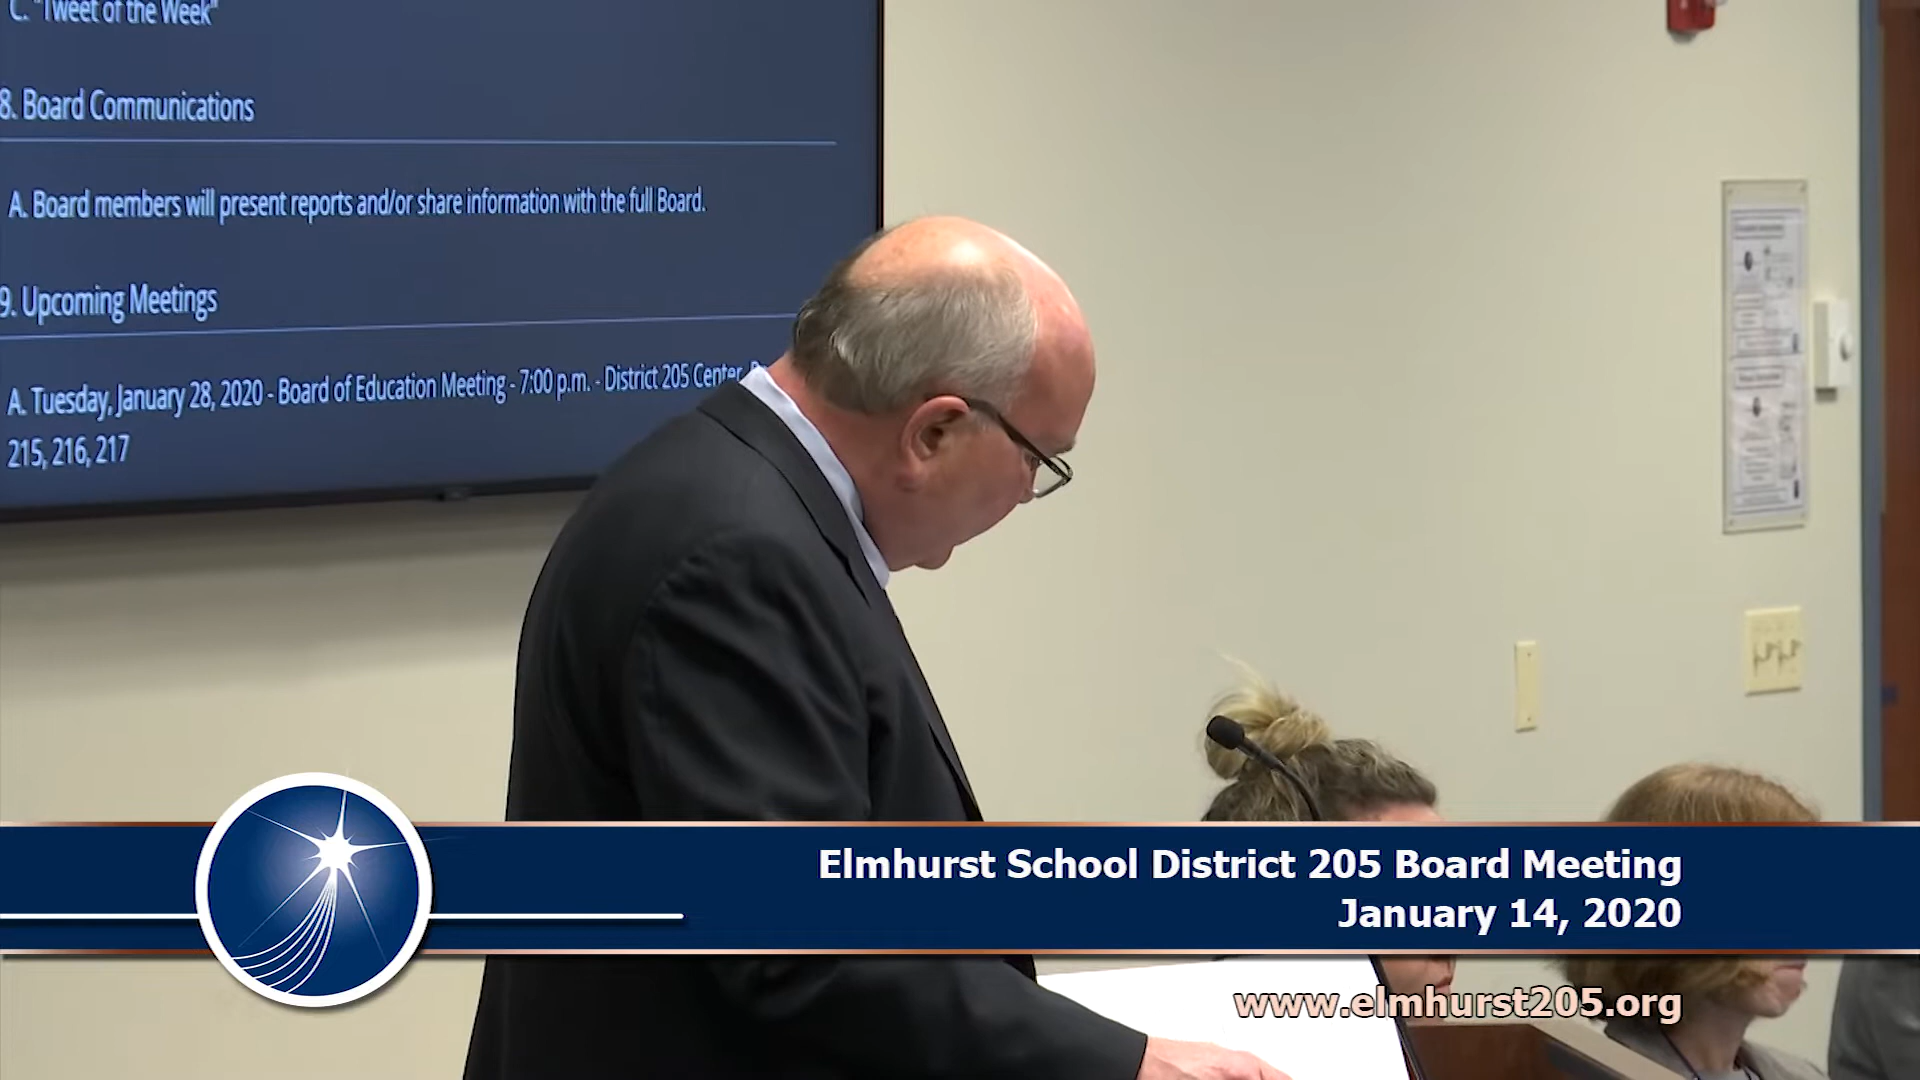 C. "Tweet of the Week"
8. Board Communications
A. Board members will present reports and/or share information with the full Board.
9. Upcoming Meetings
A. Tuesday, January 28, 2020 - Board of Education Meeting - 7:00 p.m. - District 205 Center,
215, 216, 217
Elmhurst School District 205 Board Meeting
January 14, 2020
www.elmhurst205.org